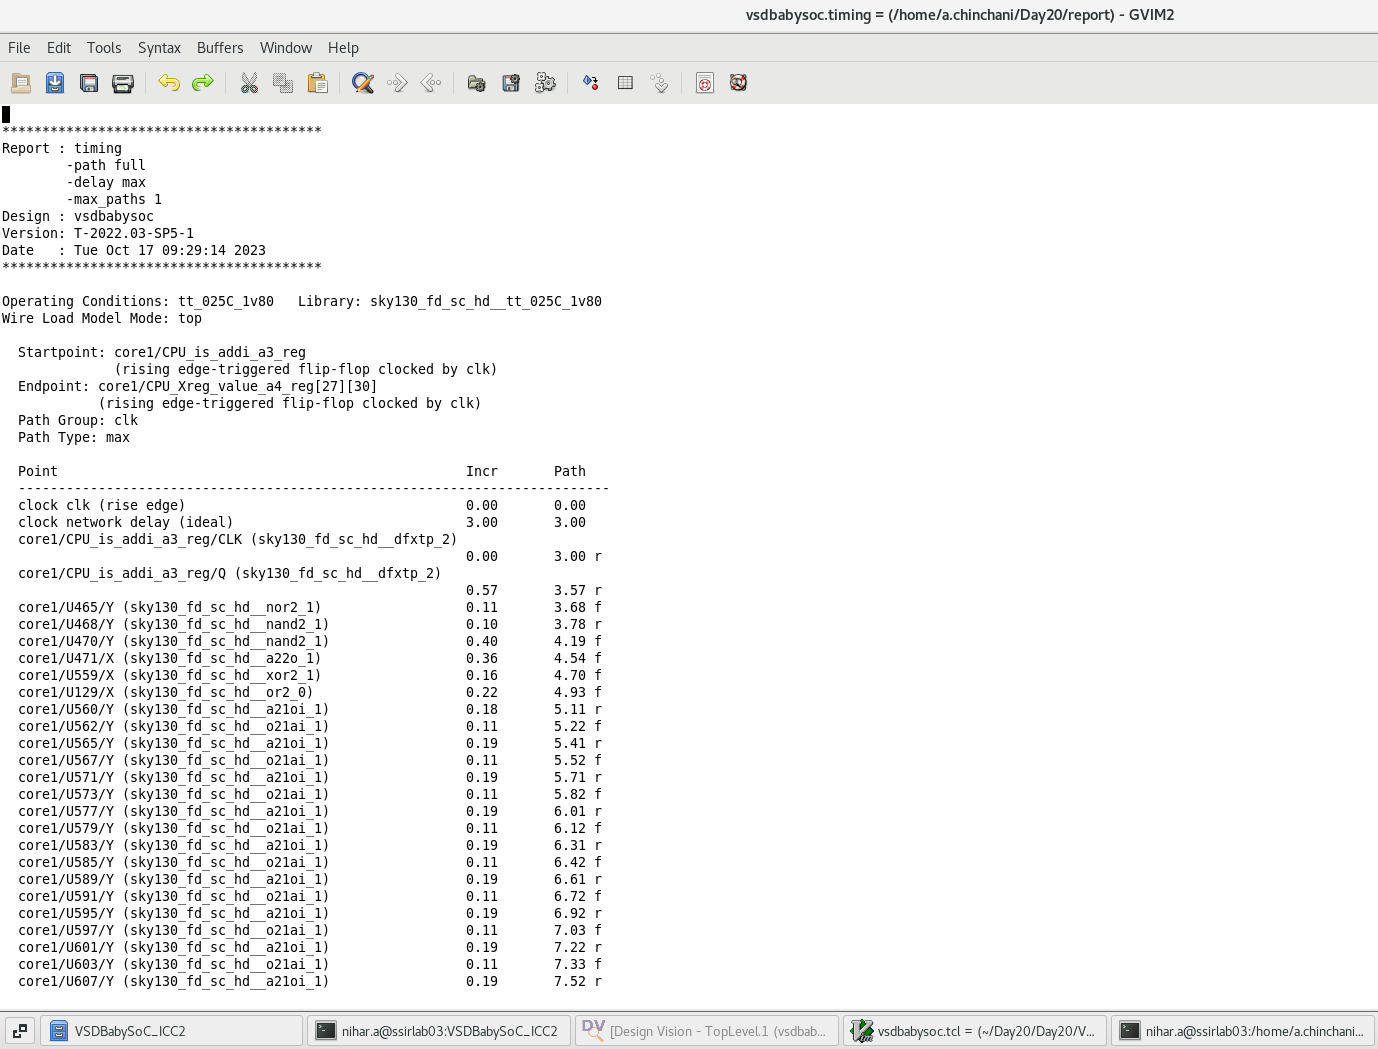 vsdbabysoc.timing = (/home/a.chinchani/Day20/report) - GVIM2
File Edit Tools Syntax Buffers Window Help
****************************************
Report : timing
        -path full
        -delay max
        -max_paths 1
Design : vsdbabysoc
Version: T-2022.03-SP5-1
Date   : Tue Oct 17 09:29:14 2023
****************************************
Operating Conditions: tt_025C_1v80   Library: sky130_fd_sc_hd__tt_025C_1v80
Wire Load Model Mode: top
  Startpoint: core1/CPU_is_addi_a3_reg
              (rising edge-triggered flip-flop clocked by clk)
  Endpoint: core1/CPU_Xreg_value_a4_reg[27][30]
            (rising edge-triggered flip-flop clocked by clk)
  Path Group: clk
  Path Type: max
  Point                                                   Incr       Path
  --------------------------------------------------------------------------
  clock clk (rise edge)                                   0.00       0.00
  clock network delay (ideal)                             3.00       3.00
  core1/CPU_is_addi_a3_reg/CLK (sky130_fd_sc_hd__dfxtp_2)
                                                          0.00       3.00 r
  core1/CPU_is_addi_a3_reg/Q (sky130_fd_sc_hd__dfxtp_2)
                                                          0.57       3.57 r
  core1/U465/Y (sky130_fd_sc_hd__nor2_1)                  0.11       3.68 f
  core1/U468/Y (sky130_fd_sc_hd__nand2_1)                 0.10       3.78 r
  core1/U470/Y (sky130_fd_sc_hd__nand2_1)                 0.40       4.19 f
  core1/U471/X (sky130_fd_sc_hd__a22o_1)                  0.36       4.54 f
  core1/U559/X (sky130_fd_sc_hd__xor2_1)                  0.16       4.70 f
  core1/U129/X (sky130_fd_sc_hd__or2_0)                   0.22       4.93 f
  core1/U560/Y (sky130_fd_sc_hd__a21oi_1)                 0.18       5.11 r
  core1/U562/Y (sky130_fd_sc_hd__o21ai_1)                 0.11       5.22 f
  core1/U565/Y (sky130_fd_sc_hd__a21oi_1)                 0.19       5.41 r
  core1/U567/Y (sky130_fd_sc_hd__o21ai_1)                 0.11       5.52 f
  core1/U571/Y (sky130_fd_sc_hd__a21oi_1)                 0.19       5.71 r
  core1/U573/Y (sky130_fd_sc_hd__o21ai_1)                 0.11       5.82 f
  core1/U577/Y (sky130_fd_sc_hd__a21oi_1)                 0.19       6.01 r
  core1/U579/Y (sky130_fd_sc_hd__o21ai_1)                 0.11       6.12 f
  core1/U583/Y (sky130_fd_sc_hd__a21oi_1)                 0.19       6.31 r
  core1/U585/Y (sky130_fd_sc_hd__o21ai_1)                 0.11       6.42 f
  core1/U589/Y (sky130_fd_sc_hd__a21oi_1)                 0.19       6.61 r
  core1/U591/Y (sky130_fd_sc_hd__o21ai_1)                 0.11       6.72 f
  core1/U595/Y (sky130_fd_sc_hd__a21oi_1)                 0.19       6.92 r
  core1/U597/Y (sky130_fd_sc_hd__o21ai_1)                 0.11       7.03 f
  core1/U601/Y (sky130_fd_sc_hd__a21oi_1)                 0.19       7.22 r
  core1/U603/Y (sky130_fd_sc_hd__o21ai_1)                 0.11       7.33 f
  core1/U607/Y (sky130_fd_sc_hd__a21oi_1)                 0.19       7.52 r
VSDBabySoC_ICC2 nihar.a@ssirlab03:VSDBabySoC_ICC2 DV [Design Vision - TopLevel.1 (vsdbab... vsdbabysoc.tcl = (~/Day20/Day20/V... nihar.a@ssirlab03:/home/a.chinchani...